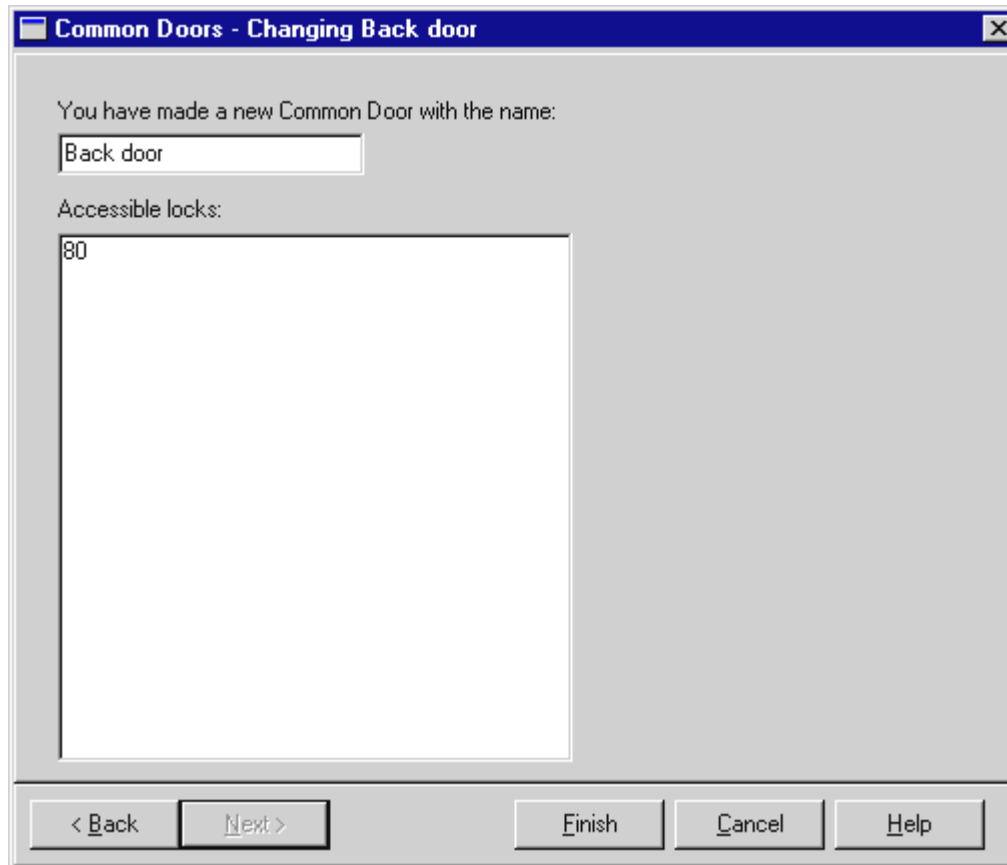 Common Doors - Changing Back door
You have made a new Common Door with the name:
Back door
Accessible locks:
80
< Back
Next >
Finish
Cancel
Help